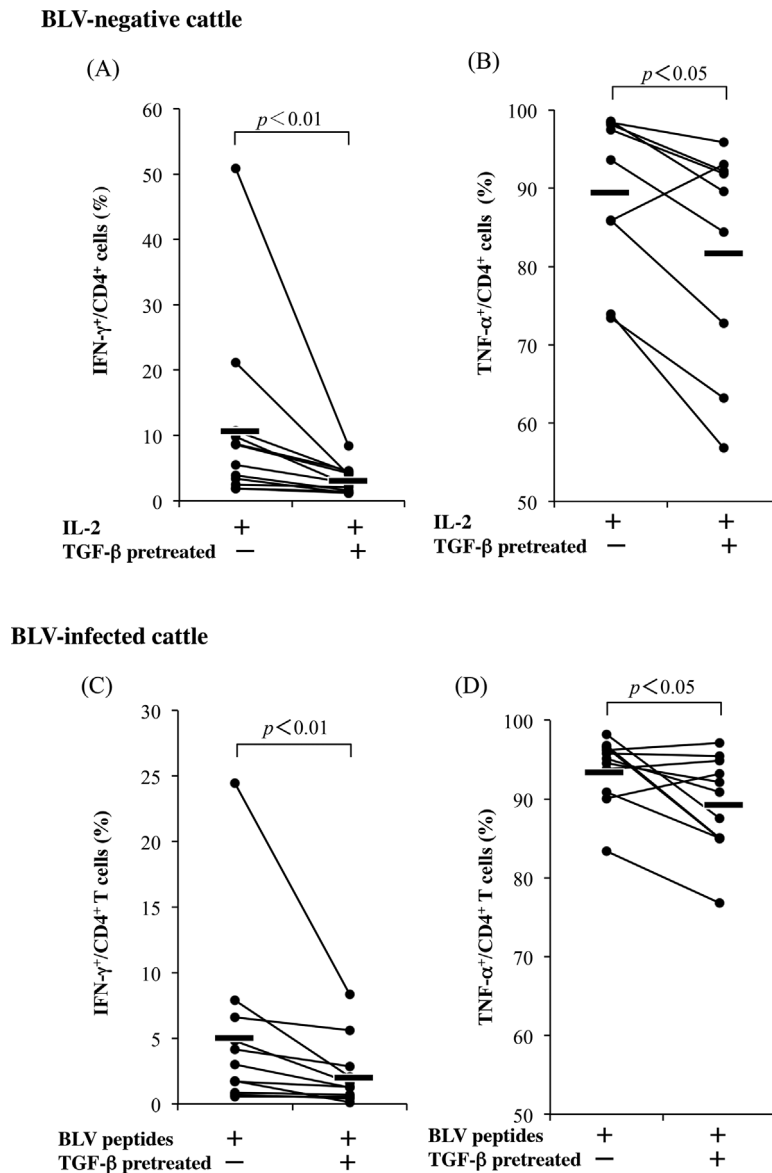 BLV-negative cattle
(A)
p<0.01
IFN-γ⁺/CD4⁺ cells (%)
60
50
40
30
20
10
0
IL-2 + +
TGF-β pretreated − +
(B)
p<0.05
TNF-α⁺/CD4⁺ cells (%)
100
90
80
70
60
50
IL-2 + +
TGF-β pretreated − +
BLV-infected cattle
(C)
p<0.01
IFN-γ⁺/CD4⁺ T cells (%)
30
25
20
15
10
5
0
BLV peptides + +
TGF-β pretreated − +
(D)
p<0.05
TNF-α⁺/CD4⁺ T cells (%)
100
90
80
70
60
50
BLV peptides + +
TGF-β pretreated − +